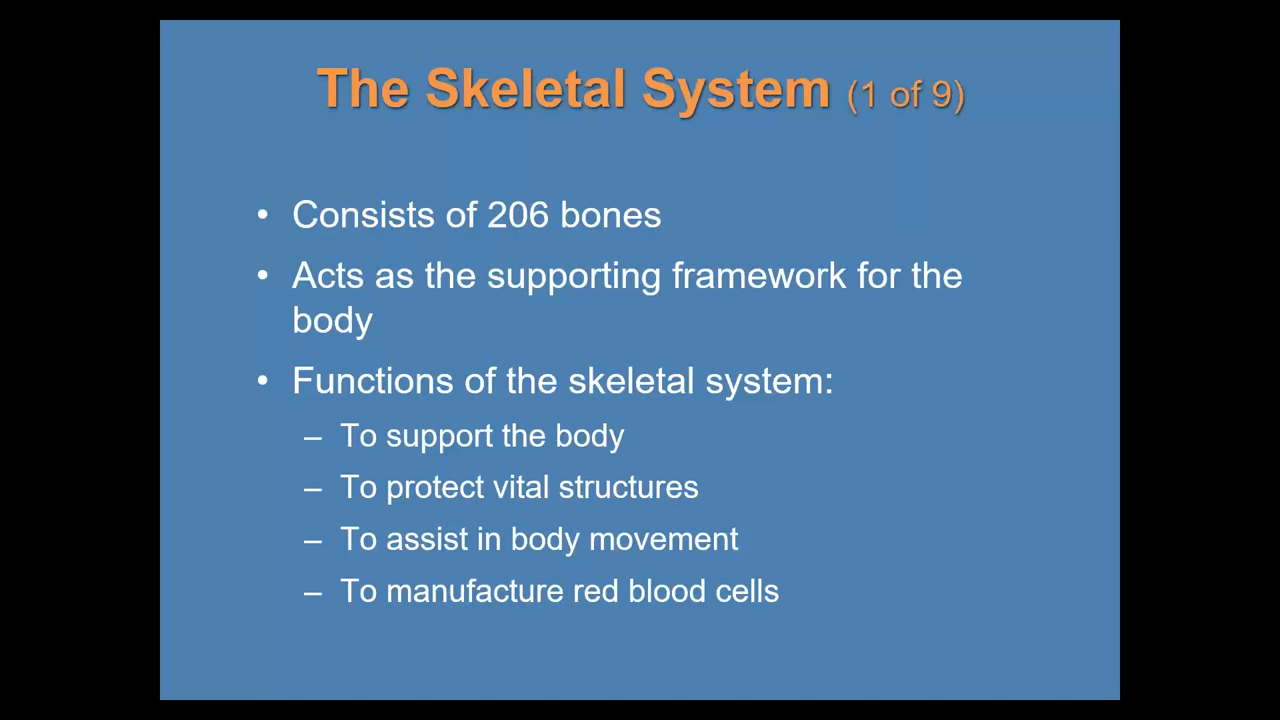 The Skeletal System (1 of 9)
• Consists of 206 bones
• Acts as the supporting framework for the
body
• Functions of the skeletal system:
– To support the body
– To protect vital structures
– To assist in body movement
– To manufacture red blood cells